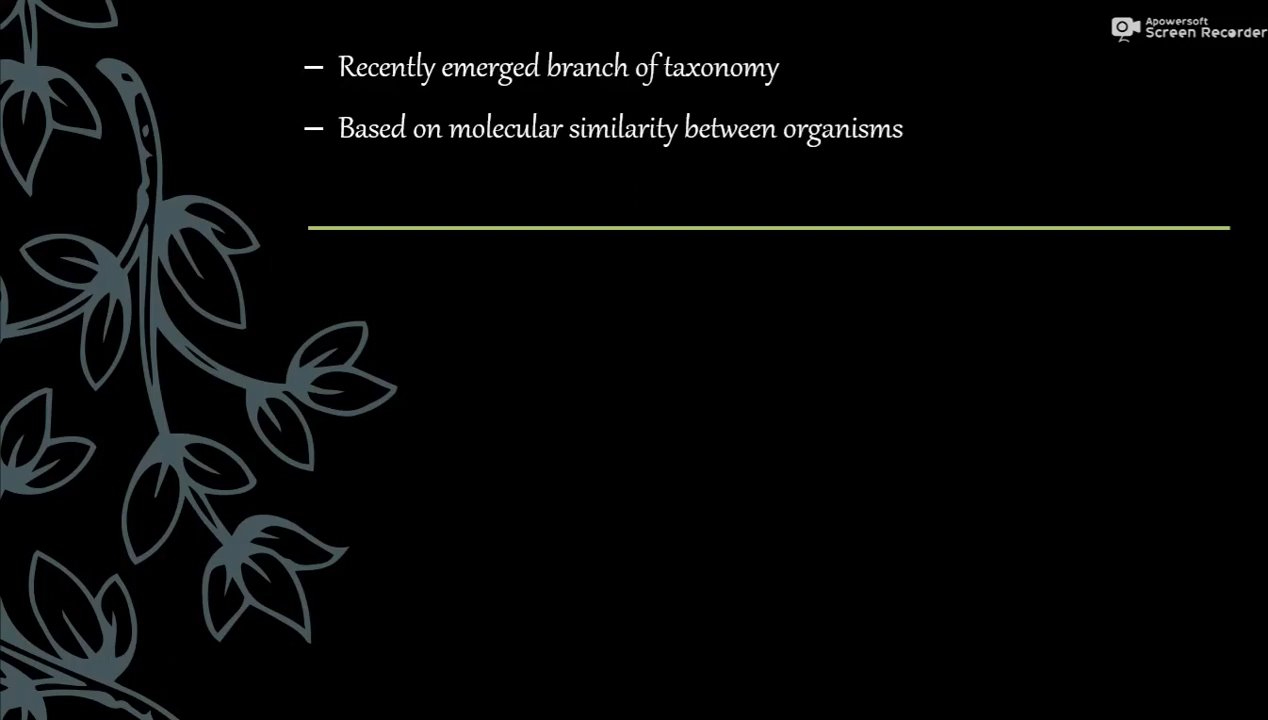 Apowersoft
Screen Recorder
– Recently emerged branch of taxonomy
– Based on molecular similarity between organisms